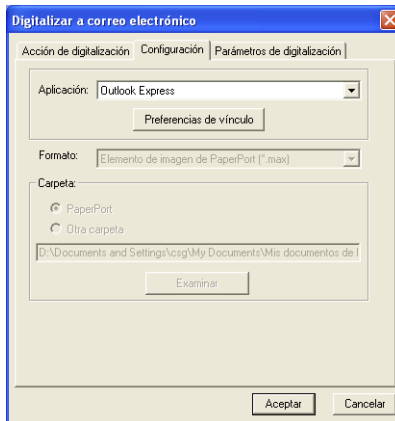 Digitalizar a correo electrónico
Acción de digitalización Configuración Parámetros de digitalización
Aplicación: Outlook Express
Preferencias de vínculo
Formato: Elemento de imagen de PaperPort (*.max)
Carpeta:
PaperPort
Otra carpeta
D:\Documents and Settings\csg\My Documents\Mis documentos de
Examinar
Aceptar Cancelar